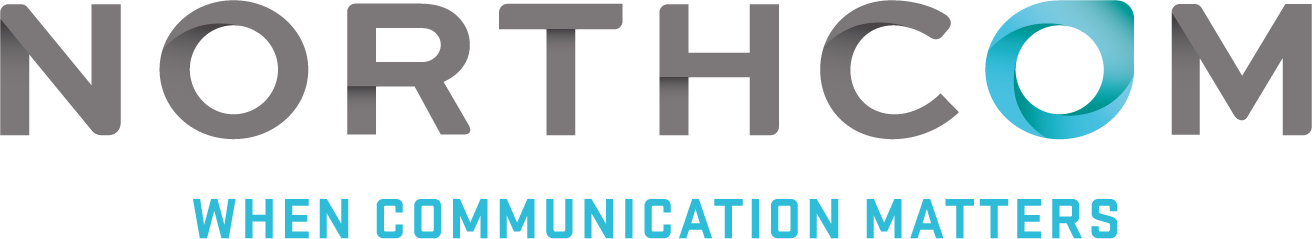 NORTHCOM
WHEN COMMUNICATION MATTERS